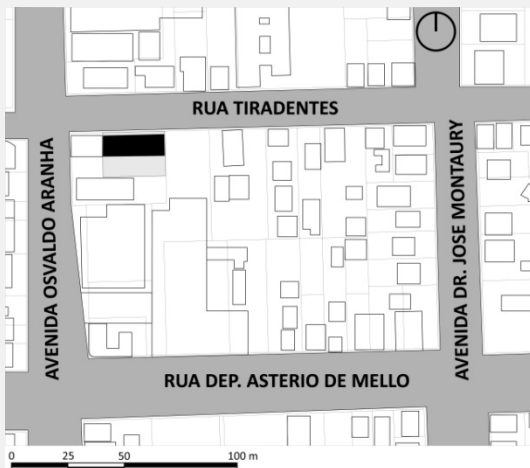 RUA TIRADENTES
AVENIDA OSVALDO ARANHA
AVENIDA DR. JOSE MONTAURY
RUA DEP. ASTERIO DE MELLO
0 25 50 100 m